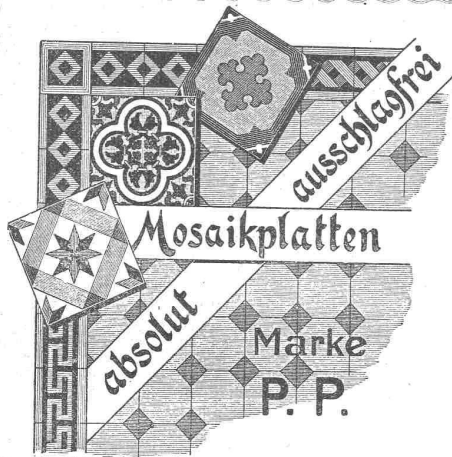 absolut ausschlagfrei
Mosaikplatten
Marke
P. P.